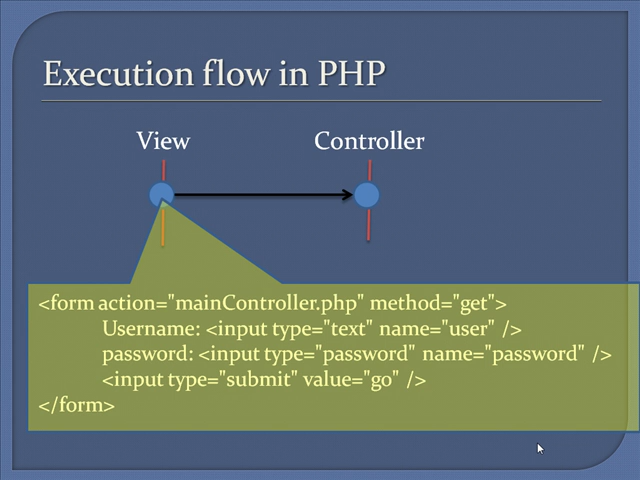 Execution flow in PHP
View Controller
<form action="mainController.php" method="get">
Username: <input type="text" name="user" />
password: <input type="password" name="password" />
<input type="submit" value="go" />
</form>